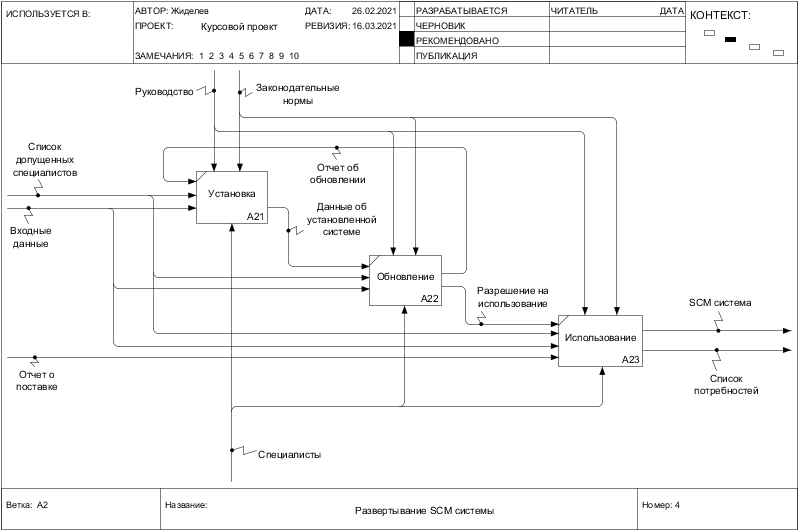 ИСПОЛЬЗУЕТСЯ В:
АВТОР: Жиделев
ДАТА: 26.02.2021
ПРОЕКТ: Курсовой проект
РЕВИЗИЯ: 16.03.2021
ЗАМЕЧАНИЯ: 1 2 3 4 5 6 7 8 9 10
РАЗРАБАТЫВАЕТСЯ
ЧЕРНОВИК
РЕКОМЕНДОВАНО
ПУБЛИКАЦИЯ
ЧИТАТЕЛЬ
ДАТА
КОНТЕКСТ:
Руководство
Законодательные
нормы
Список
допущенных
специалистов
Отчет об
обновлении
Установка
A21
Данные об
установленной
системе
Входные
данные
Обновление
A22
Разрешение на
использование
SCM система
Использование
A23
Отчет о
поставке
Список
потребностей
Специалисты
Ветка: A2
Название:
Развертывание SCM системы
Номер: 4